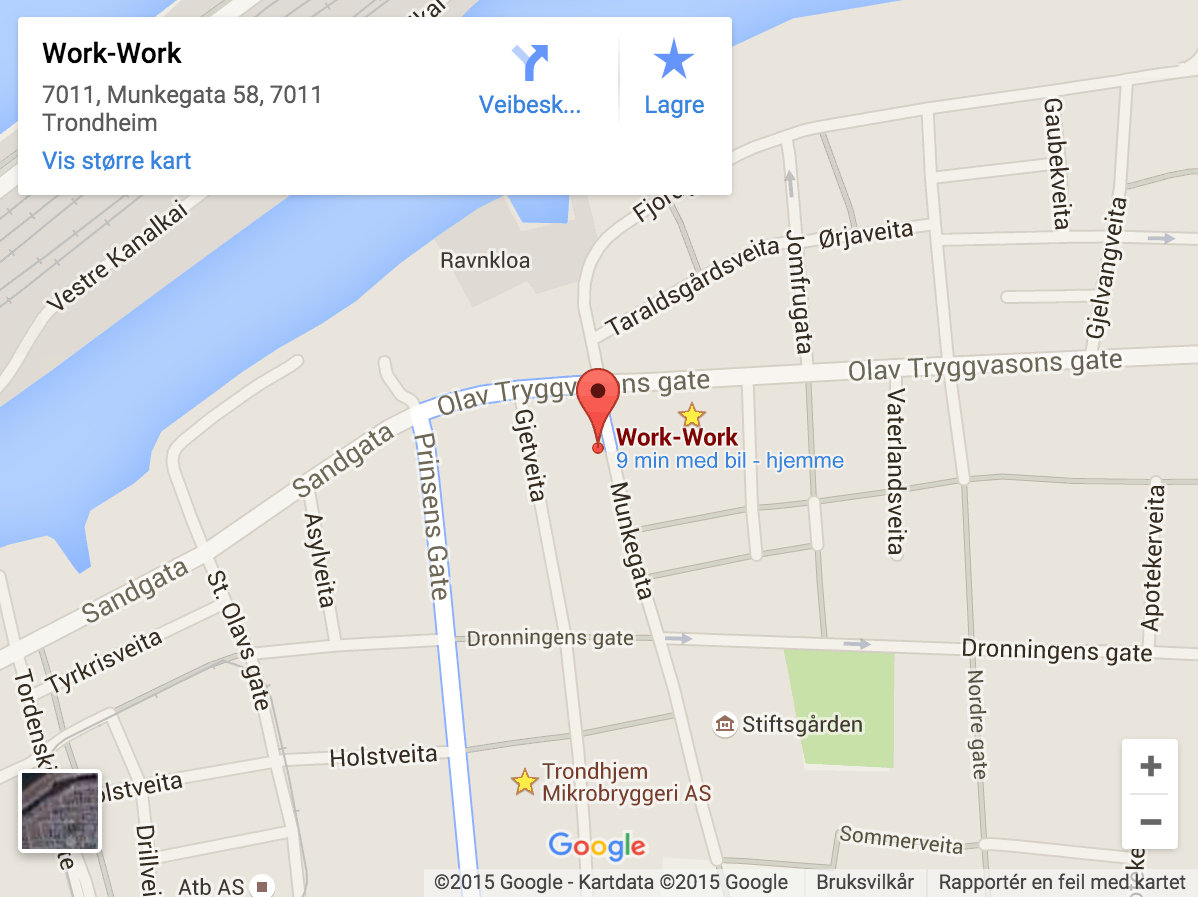 Work-Work
7011, Munkegata 58, 7011
Trondheim
Vis større kart
Veibesk...
Lagre
Vestre Kanalkai
Ravnkloa
Taraldsgårdsveita
Jomfrugata
Ørjaveita
Gaubekveita
Gjelvangveita
Olav Tryggvasons gate
Olav Tryggvasons gate
Sandgata
Prinsens Gate
Gjetveita
Work-Work
9 min med bil - hjemme
Munkegata
Vaterlandsveita
Apotekerveita
Asylveita
Sandgata
St. Olavs gate
Tyrkrisveita
Dronningens gate
Dronningens gate
Nordre gate
Stiftsgården
Holstveita
Trondhjem
Mikrobryggeri AS
Sommerveita
Atb AS
Google
©2015 Google - Kartdata ©2015 Google
Bruksvilkår
Rapportér en feil med kartet